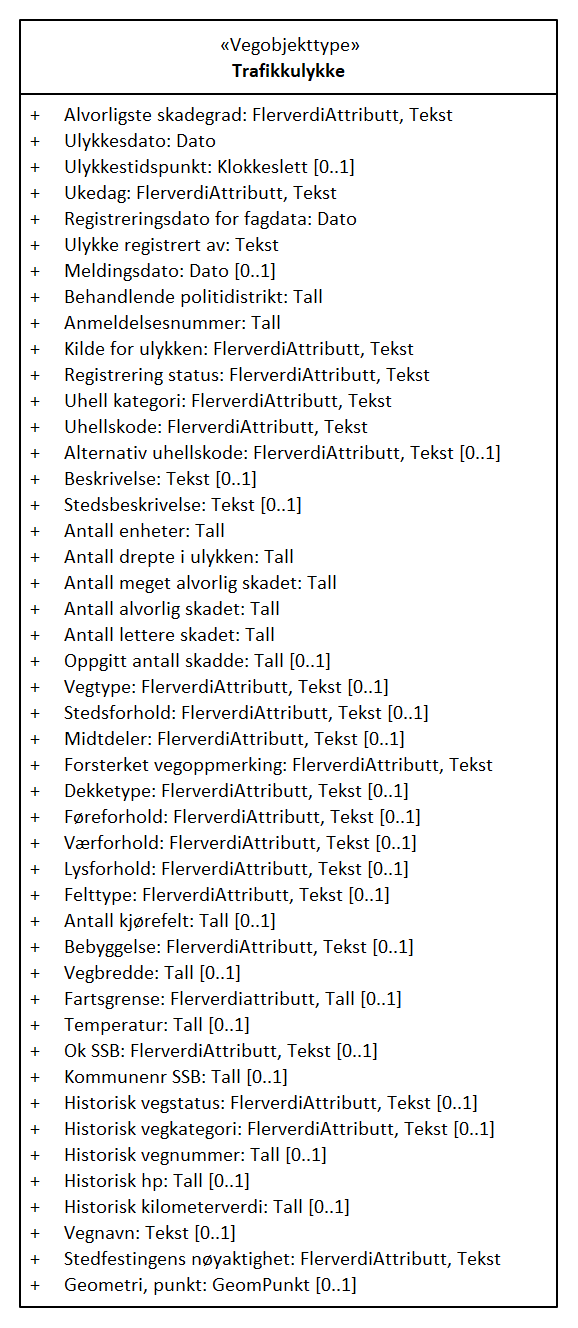 «Vegobjekttype»
Trafikkulykke
+ Alvorligste skadegrad: FlerverdiAttributt, Tekst
+ Ulykkesdato: Dato
+ Ulykkestidspunkt: Klokkeslett [0..1]
+ Ukedag: FlerverdiAttributt, Tekst
+ Registreringsdato for fagdata: Dato
+ Ulykke registrert av: Tekst
+ Meldingsdato: Dato [0..1]
+ Behandlende politidistrikt: Tall
+ Anmeldelsesnummer: Tall
+ Kilde for ulykken: FlerverdiAttributt, Tekst
+ Registrering status: FlerverdiAttributt, Tekst
+ Uhell kategori: FlerverdiAttributt, Tekst
+ Uhellskode: FlerverdiAttributt, Tekst
+ Alternativ uhellskode: FlerverdiAttributt, Tekst [0..1]
+ Beskrivelse: Tekst [0..1]
+ Stedsbeskrivelse: Tekst [0..1]
+ Antall enheter: Tall
+ Antall drepte i ulykken: Tall
+ Antall meget alvorlig skadet: Tall
+ Antall alvorlig skadet: Tall
+ Antall lettere skadet: Tall
+ Oppgitt antall skadde: Tall [0..1]
+ Vegtype: FlerverdiAttributt, Tekst [0..1]
+ Stedsforhold: FlerverdiAttributt, Tekst [0..1]
+ Midtdeler: FlerverdiAttributt, Tekst [0..1]
+ Forsterket vegoppmerking: FlerverdiAttributt, Tekst
+ Dekketype: FlerverdiAttributt, Tekst [0..1]
+ Føreforhold: FlerverdiAttributt, Tekst [0..1]
+ Værforhold: FlerverdiAttributt, Tekst [0..1]
+ Lysforhold: FlerverdiAttributt, Tekst [0..1]
+ Felttype: FlerverdiAttributt, Tekst [0..1]
+ Antall kjørefelt: Tall [0..1]
+ Bebyggelse: FlerverdiAttributt, Tekst [0..1]
+ Vegbredde: Tall [0..1]
+ Fartsgrense: Flerverdiattributt, Tall [0..1]
+ Temperatur: Tall [0..1]
+ Ok SSB: FlerverdiAttributt, Tekst [0..1]
+ Kommunenr SSB: Tall [0..1]
+ Historisk vegstatus: FlerverdiAttributt, Tekst [0..1]
+ Historisk vegkategori: FlerverdiAttributt, Tekst [0..1]
+ Historisk vegnummer: Tall [0..1]
+ Historisk hp: Tall [0..1]
+ Historisk kilometerverdi: Tall [0..1]
+ Vegnavn: Tekst [0..1]
+ Stedfestingens nøyaktighet: FlerverdiAttributt, Tekst
+ Geometri, punkt: GeomPunkt [0..1]